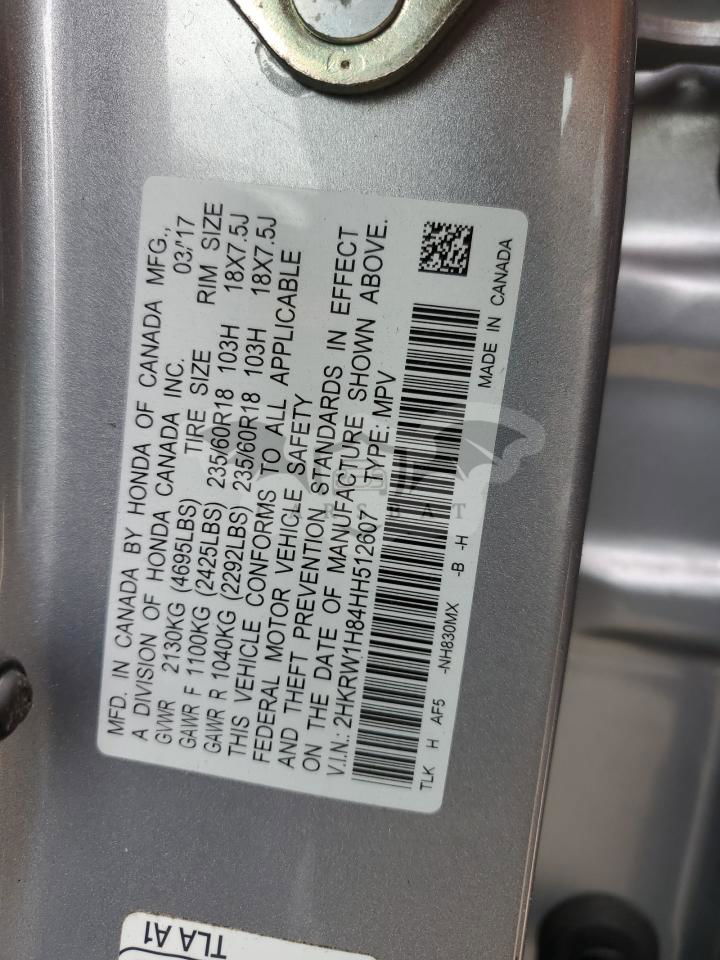 MFD. IN CANADA BY HONDA OF CANADA MFG.,
A DIVISION OF HONDA CANADA INC. 03/'17
GVWR 2130KG (4695LBS) TIRE SIZE RIM SIZE
GAWR F 1100KG (2425LBS) 235/60R18 103H 18X7.5J
GAWR R 1040KG (2292LBS) 235/60R18 103H 18X7.5J
THIS VEHICLE CONFORMS TO ALL APPLICABLE
FEDERAL MOTOR VEHICLE SAFETY
AND THEFT PREVENTION STANDARDS IN EFFECT
ON THE DATE OF MANUFACTURE SHOWN ABOVE.
V.I.N.: 2HKRW1H84HH512607 TYPE: MPV
TLK H AF5 -NH830MX -B -H MADE IN CANADA
TLA A1